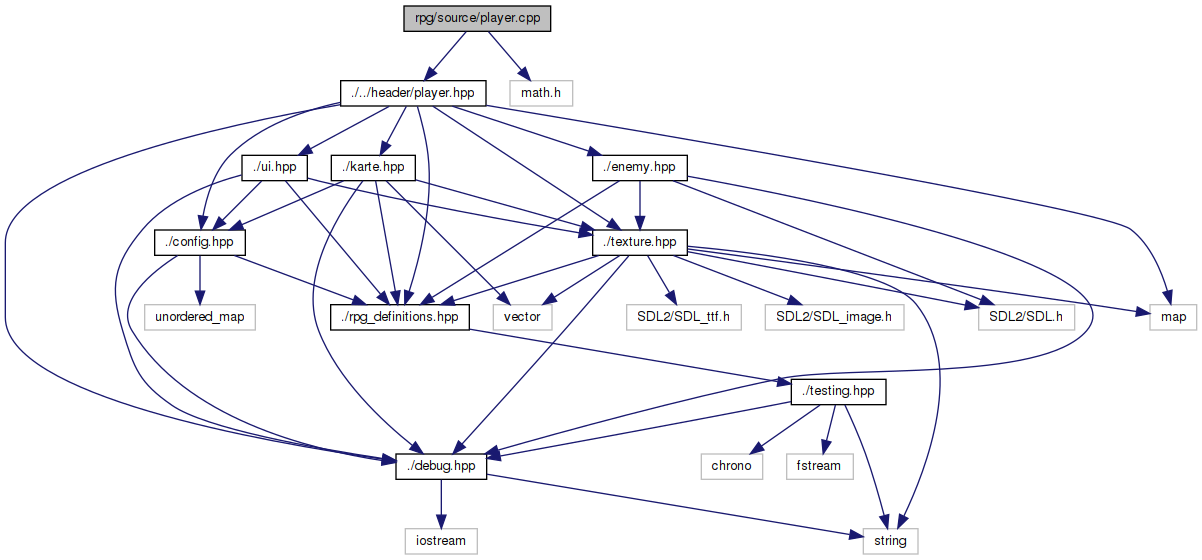 rpg/source/player.cpp
./../header/player.hpp
math.h
./ui.hpp
./karte.hpp
./enemy.hpp
./config.hpp
./texture.hpp
unordered_map
./rpg_definitions.hpp
vector
SDL2/SDL_ttf.h
SDL2/SDL_image.h
SDL2/SDL.h
map
./testing.hpp
./debug.hpp
chrono
fstream
iostream
string